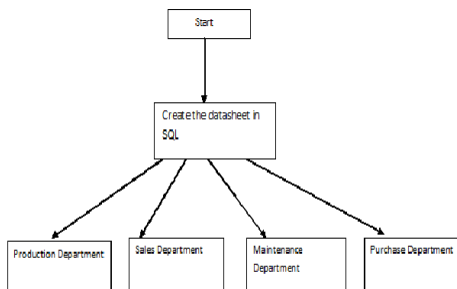 Start
Create the datasheet in
SQL
Production Department
Sales Department
Maintenance
Department
Purchase Department